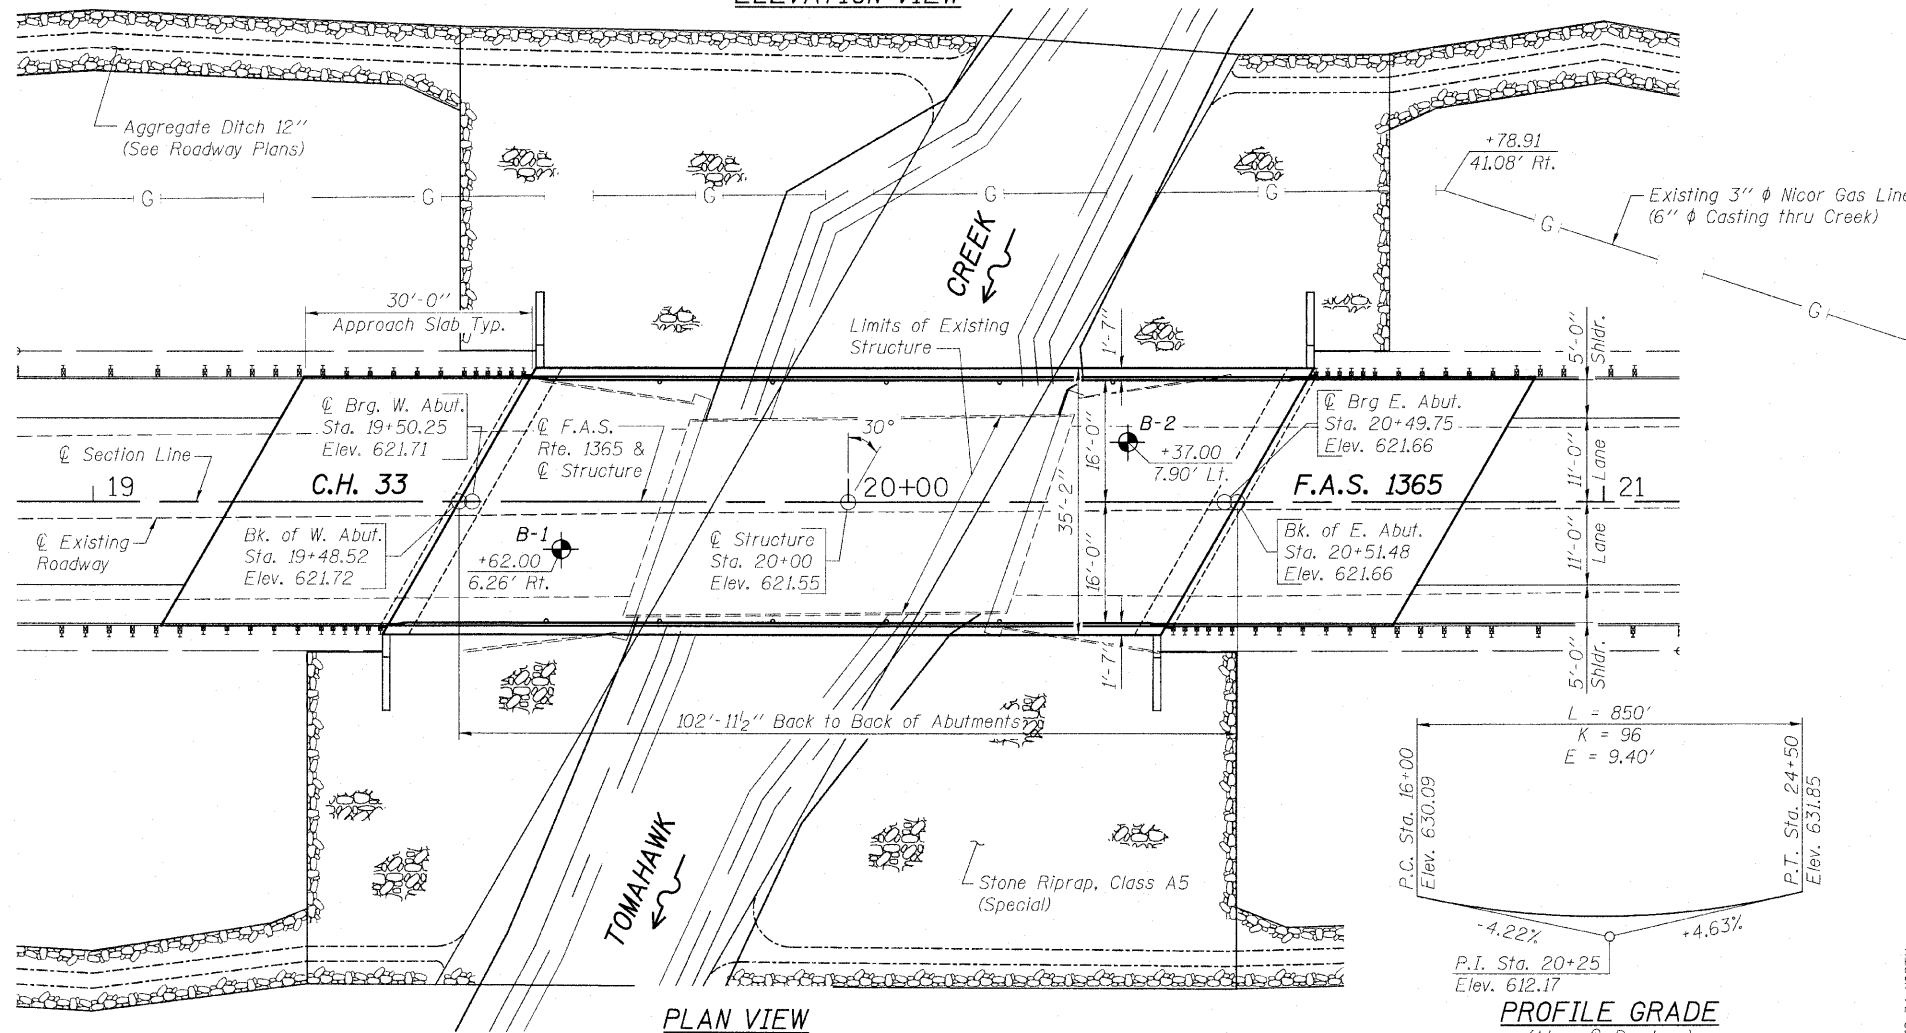 ELEVATION VIEW
Aggregate Ditch 12"
(See Roadway Plans)
+78.91
41.08' Rt.
Existing 3" ϕ Nicor Gas Line
(6" ϕ Casting thru Creek)
G
G
G
G
G
G
G
CREEK
30'-0"
Approach Slab Typ.
Limits of Existing
Structure
1'-7"
5'-0"
Shldr.
℄ Brg. W. Abut.
Sta. 19+50.25
Elev. 621.71
℄ F.A.S.
Rte. 1365 &
℄ Structure
30°
16'-0"
B-2
+37.00
7.90' Lt.
℄ Brg E. Abut.
Sta. 20+49.75
Elev. 621.66
11'-0"
Lane
℄ Section Line
19
C.H. 33
20+00
35'-2"
F.A.S. 1365
21
℄ Existing
Roadway
Bk. of W. Abut.
Sta. 19+48.52
Elev. 621.72
B-1
+62.00
6.26' Rt.
℄ Structure
Sta. 20+00
Elev. 621.55
16'-0"
Bk. of E. Abut.
Sta. 20+51.48
Elev. 621.66
11'-0"
Lane
1'-7"
5'-0"
Shldr.
102'-11½" Back to Back of Abutments
L = 850'
K = 96
E = 9.40'
P.C. Sta. 16+00
Elev. 630.09
P.T. Sta. 24+50
Elev. 631.85
TOMAHAWK
Stone Riprap, Class A5
(Special)
-4.22%
+4.63%
P.I. Sta. 20+25
Elev. 612.17
PLAN VIEW
PROFILE GRADE